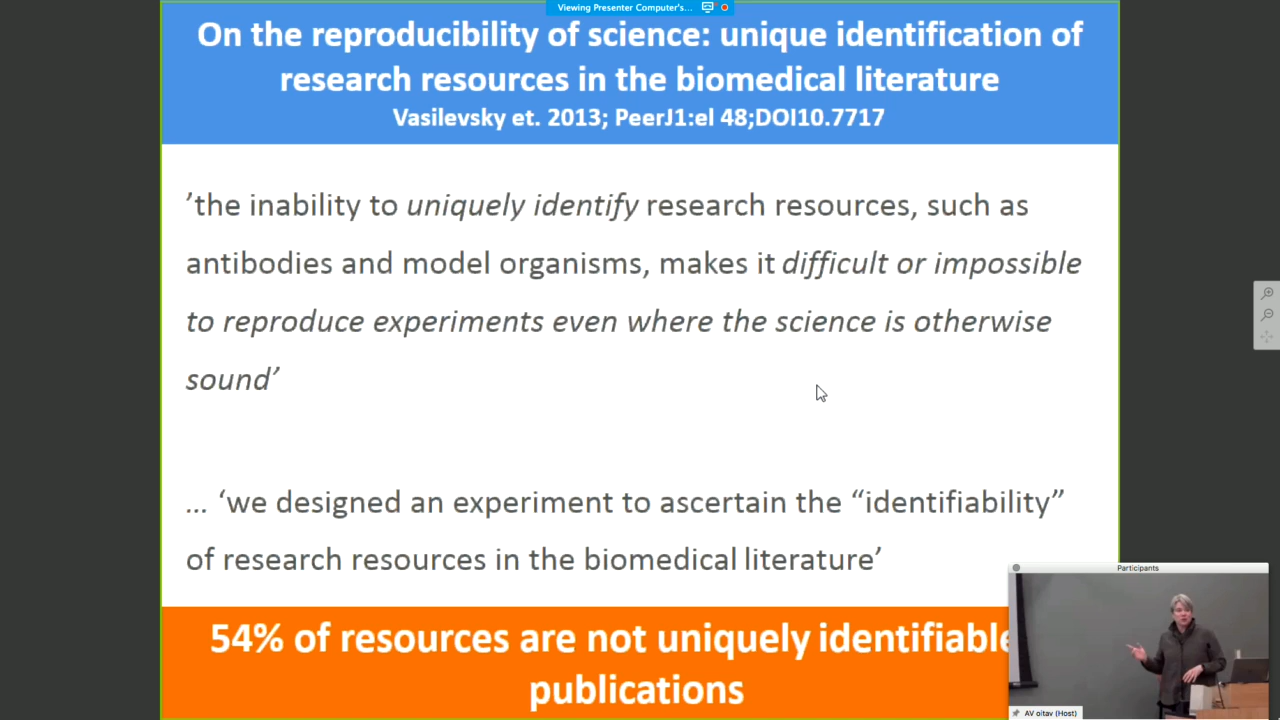 Viewing Presenter Computer's...
On the reproducibility of science: unique identification of
research resources in the biomedical literature
Vasilevsky et. 2013; PeerJ1:el 48;DOI10.7717
’the inability to uniquely identify research resources, such as
antibodies and model organisms, makes it difficult or impossible
to reproduce experiments even where the science is otherwise
sound’
... ‘we designed an experiment to ascertain the “identifiability”
of research resources in the biomedical literature’
54% of resources are not uniquely identifiable
publications
Participants
AV oitav (Host)